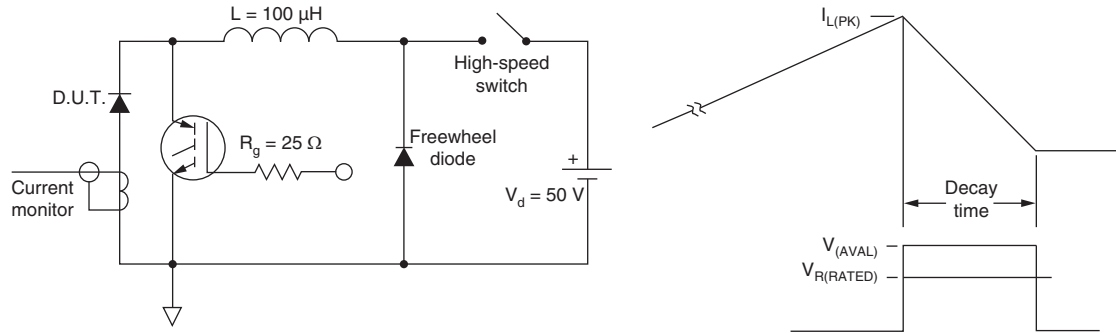 L = 100 µH
D.U.T.
High-speed
switch
R_g = 25 Ω
Freewheel
diode
+
V_d = 50 V
Current
monitor
I_L(PK)
Decay
time
V_(AVAL)
V_R(RATED)